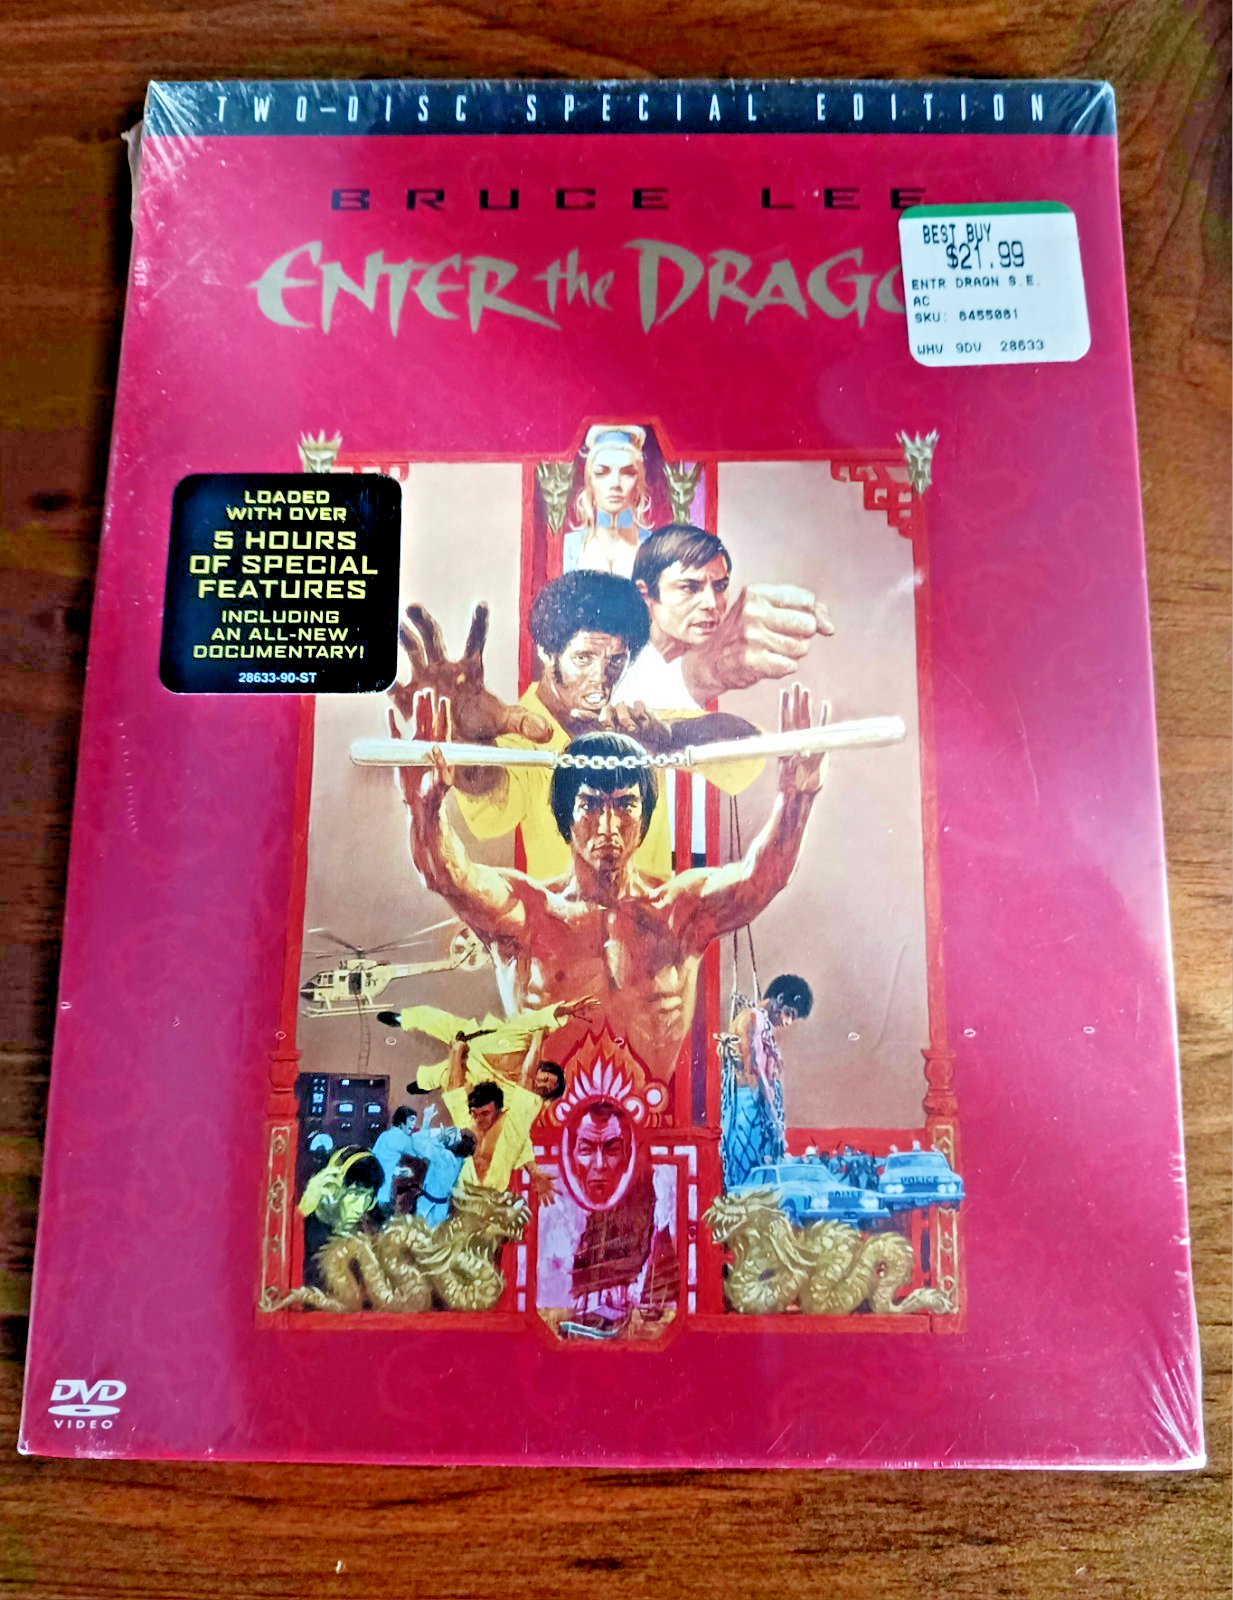 TWO-DISC SPECIAL EDITION
BRUCE LEE
ENTER the DRAGO
BEST BUY
$21.99
ENTR DRAGN S.E.
AC
SKU: 6455081
WHV 9DV 28633
LOADED
WITH OVER
5 HOURS
OF SPECIAL
FEATURES
INCLUDING
AN ALL-NEW
DOCUMENTARY!
28633-90-ST
POLICE
POLICE
DVD
VIDEO